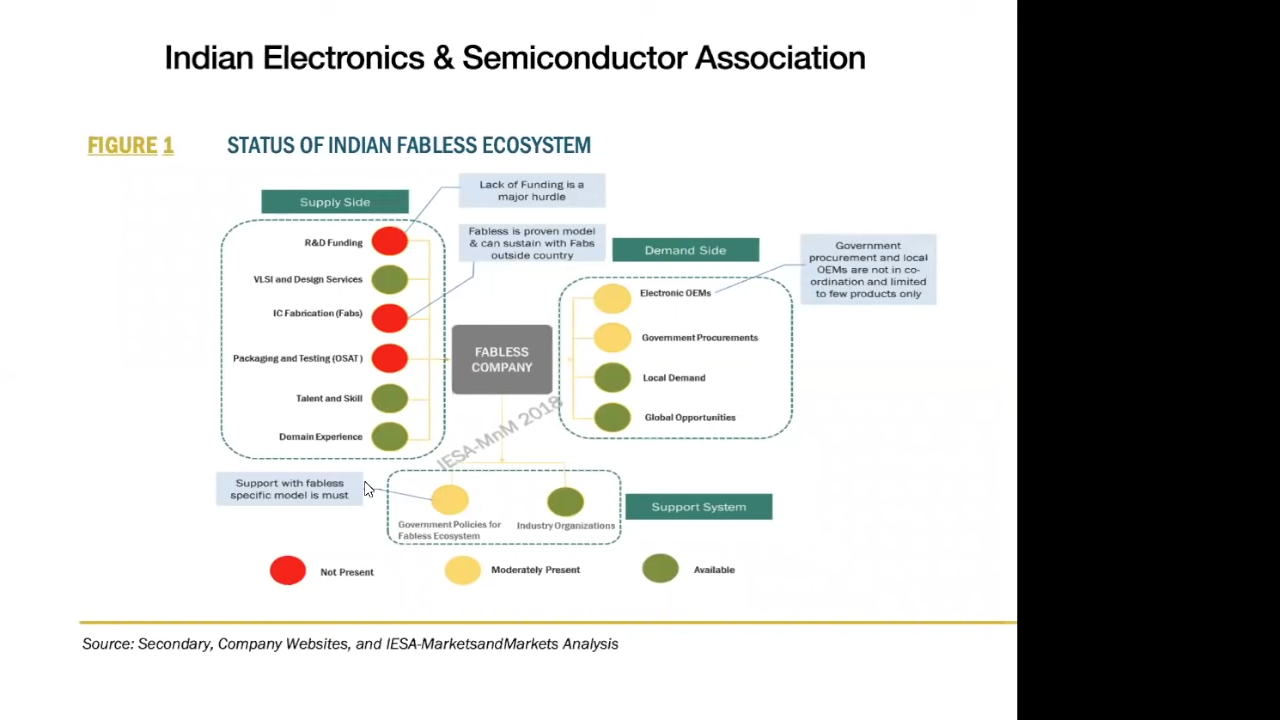 Indian Electronics & Semiconductor Association
FIGURE 1
STATUS OF INDIAN FABLESS ECOSYSTEM
Supply Side
Lack of Funding is a
major hurdle
R&D Funding
Fabless is proven model
& can sustain with Fabs
outside country
VLSI and Design Services
IC Fabrication (Fabs)
Packaging and Testing (OSAT)
Talent and Skill
Domain Experience
FABLESS
COMPANY
Demand Side
Government
procurement and local
OEMs are not in co-
ordination and limited
to few products only
Electronic OEMs
Government Procurements
Local Demand
Global Opportunities
IESA-MnM 2018
Support with fabless
specific model is must
Government Policies for
Fabless Ecosystem
Industry Organizations
Support System
Not Present
Moderately Present
Available
Source: Secondary, Company Websites, and IESA-MarketsandMarkets Analysis